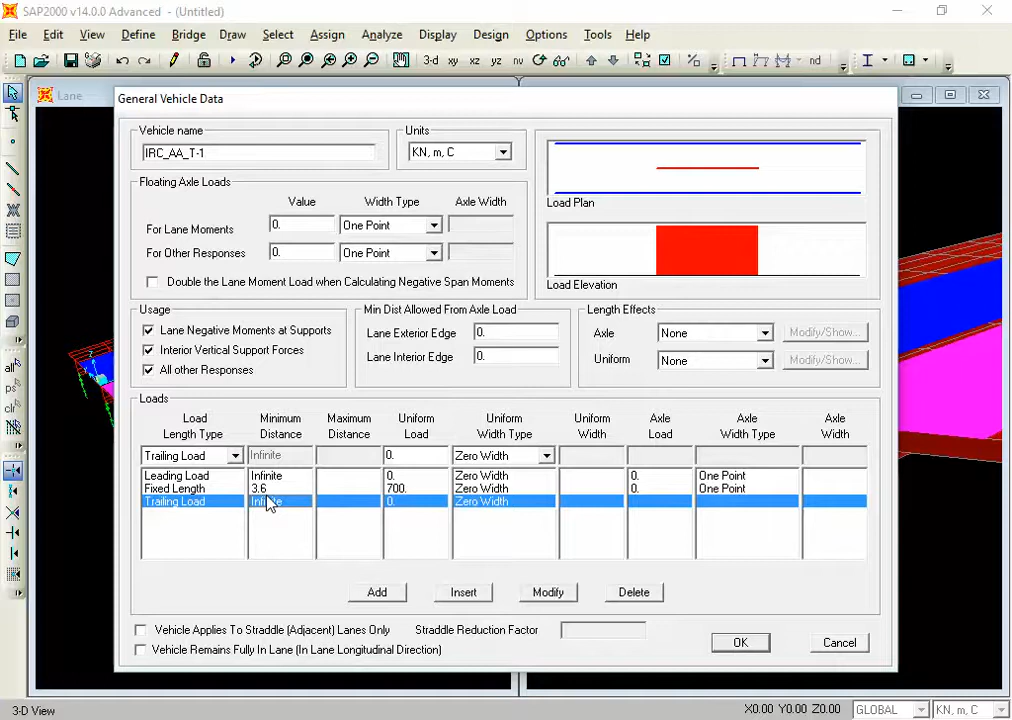 SAP2000 v14.0.0 Advanced - (Untitled)
File Edit View Define Bridge Draw Select Assign Analyze Display Design Options Tools Help
3-d xy xz yz nv nd
Lane
General Vehicle Data
Vehicle name
IRC_AA_T-1
Units
KN, m, C
Floating Axle Loads
Value Width Type Axle Width
For Lane Moments 0. One Point
For Other Responses 0. One Point
Double the Lane Moment Load when Calculating Negative Span Moments
Load Plan
Load Elevation
Usage
Lane Negative Moments at Supports
Interior Vertical Support Forces
All other Responses
Min Dist Allowed From Axle Load
Lane Exterior Edge 0.
Lane Interior Edge 0.
Length Effects
Axle None Modify/Show...
Uniform None Modify/Show...
Loads
Load Length Type Minimum Distance Maximum Distance Uniform Load Uniform Width Type Uniform Width Axle Load Axle Width Type Axle Width
Trailing Load Infinite 0. Zero Width
Leading Load Infinite 0. Zero Width 0. One Point
Fixed Length 3.6 700. Zero Width 0. One Point
Trailing Load Infinite 0. Zero Width
Add Insert Modify Delete
Vehicle Applies To Straddle (Adjacent) Lanes Only Straddle Reduction Factor
Vehicle Remains Fully In Lane (In Lane Longitudinal Direction)
OK Cancel
all
ps
clr
3-D View X0.00 Y0.00 Z0.00 GLOBAL KN, m, C